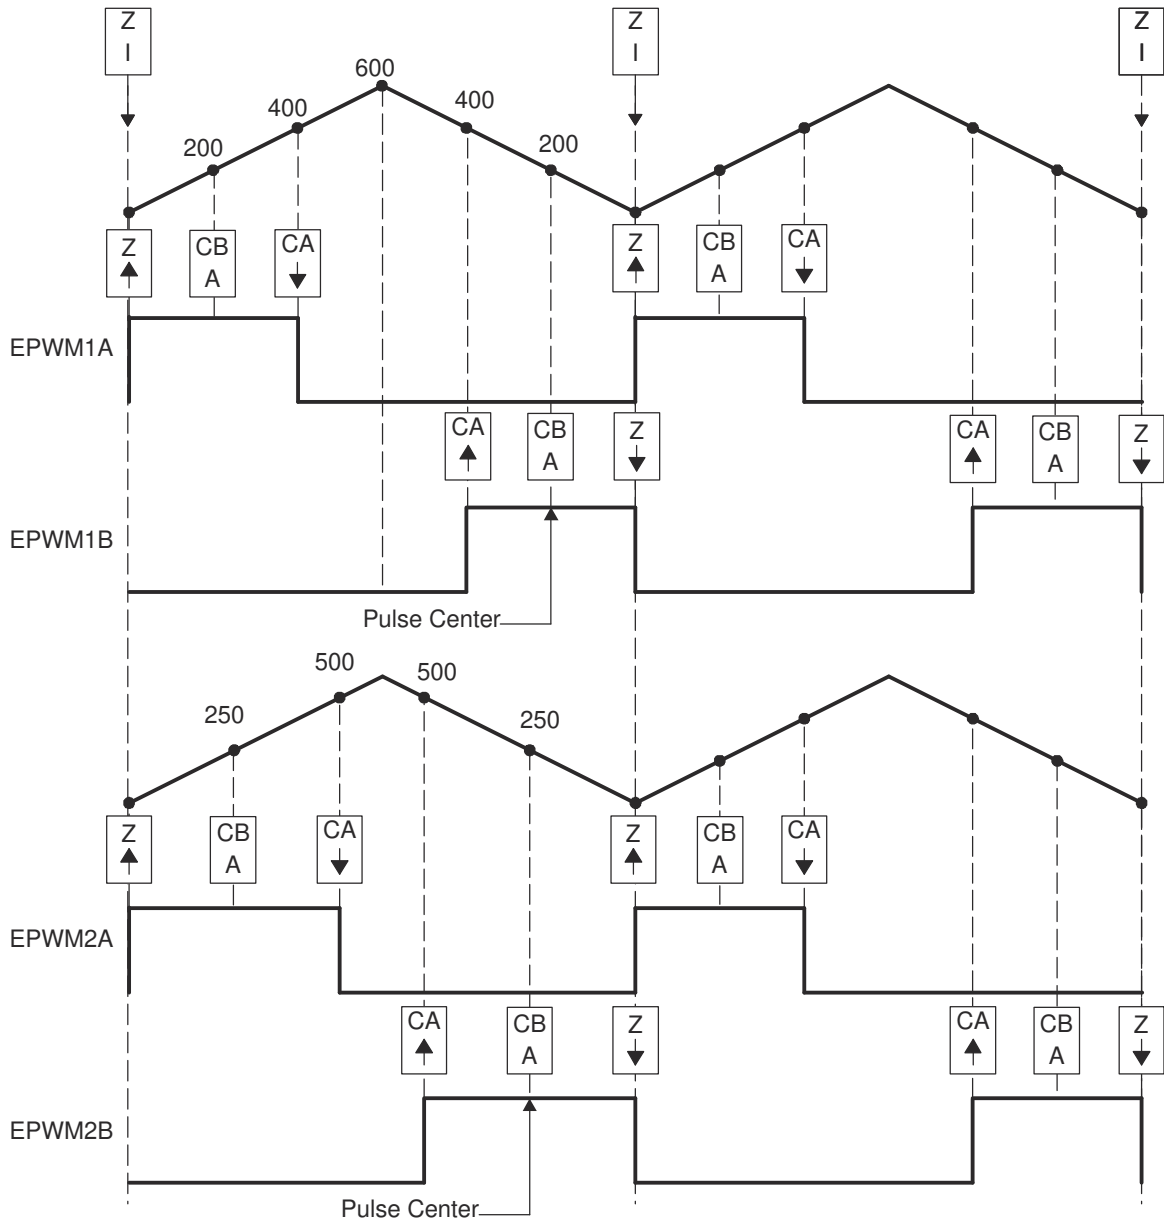 Z Z Z
I I I
600
400 400
200 200
Z CB CA Z CB CA
A A
EPWM1A
CA CB Z CA CB Z
A A
EPWM1B
Pulse Center
500 500
250 250
Z CB CA Z CB CA
A A
EPWM2A
CA CB Z CA CB Z
A A
EPWM2B
Pulse Center